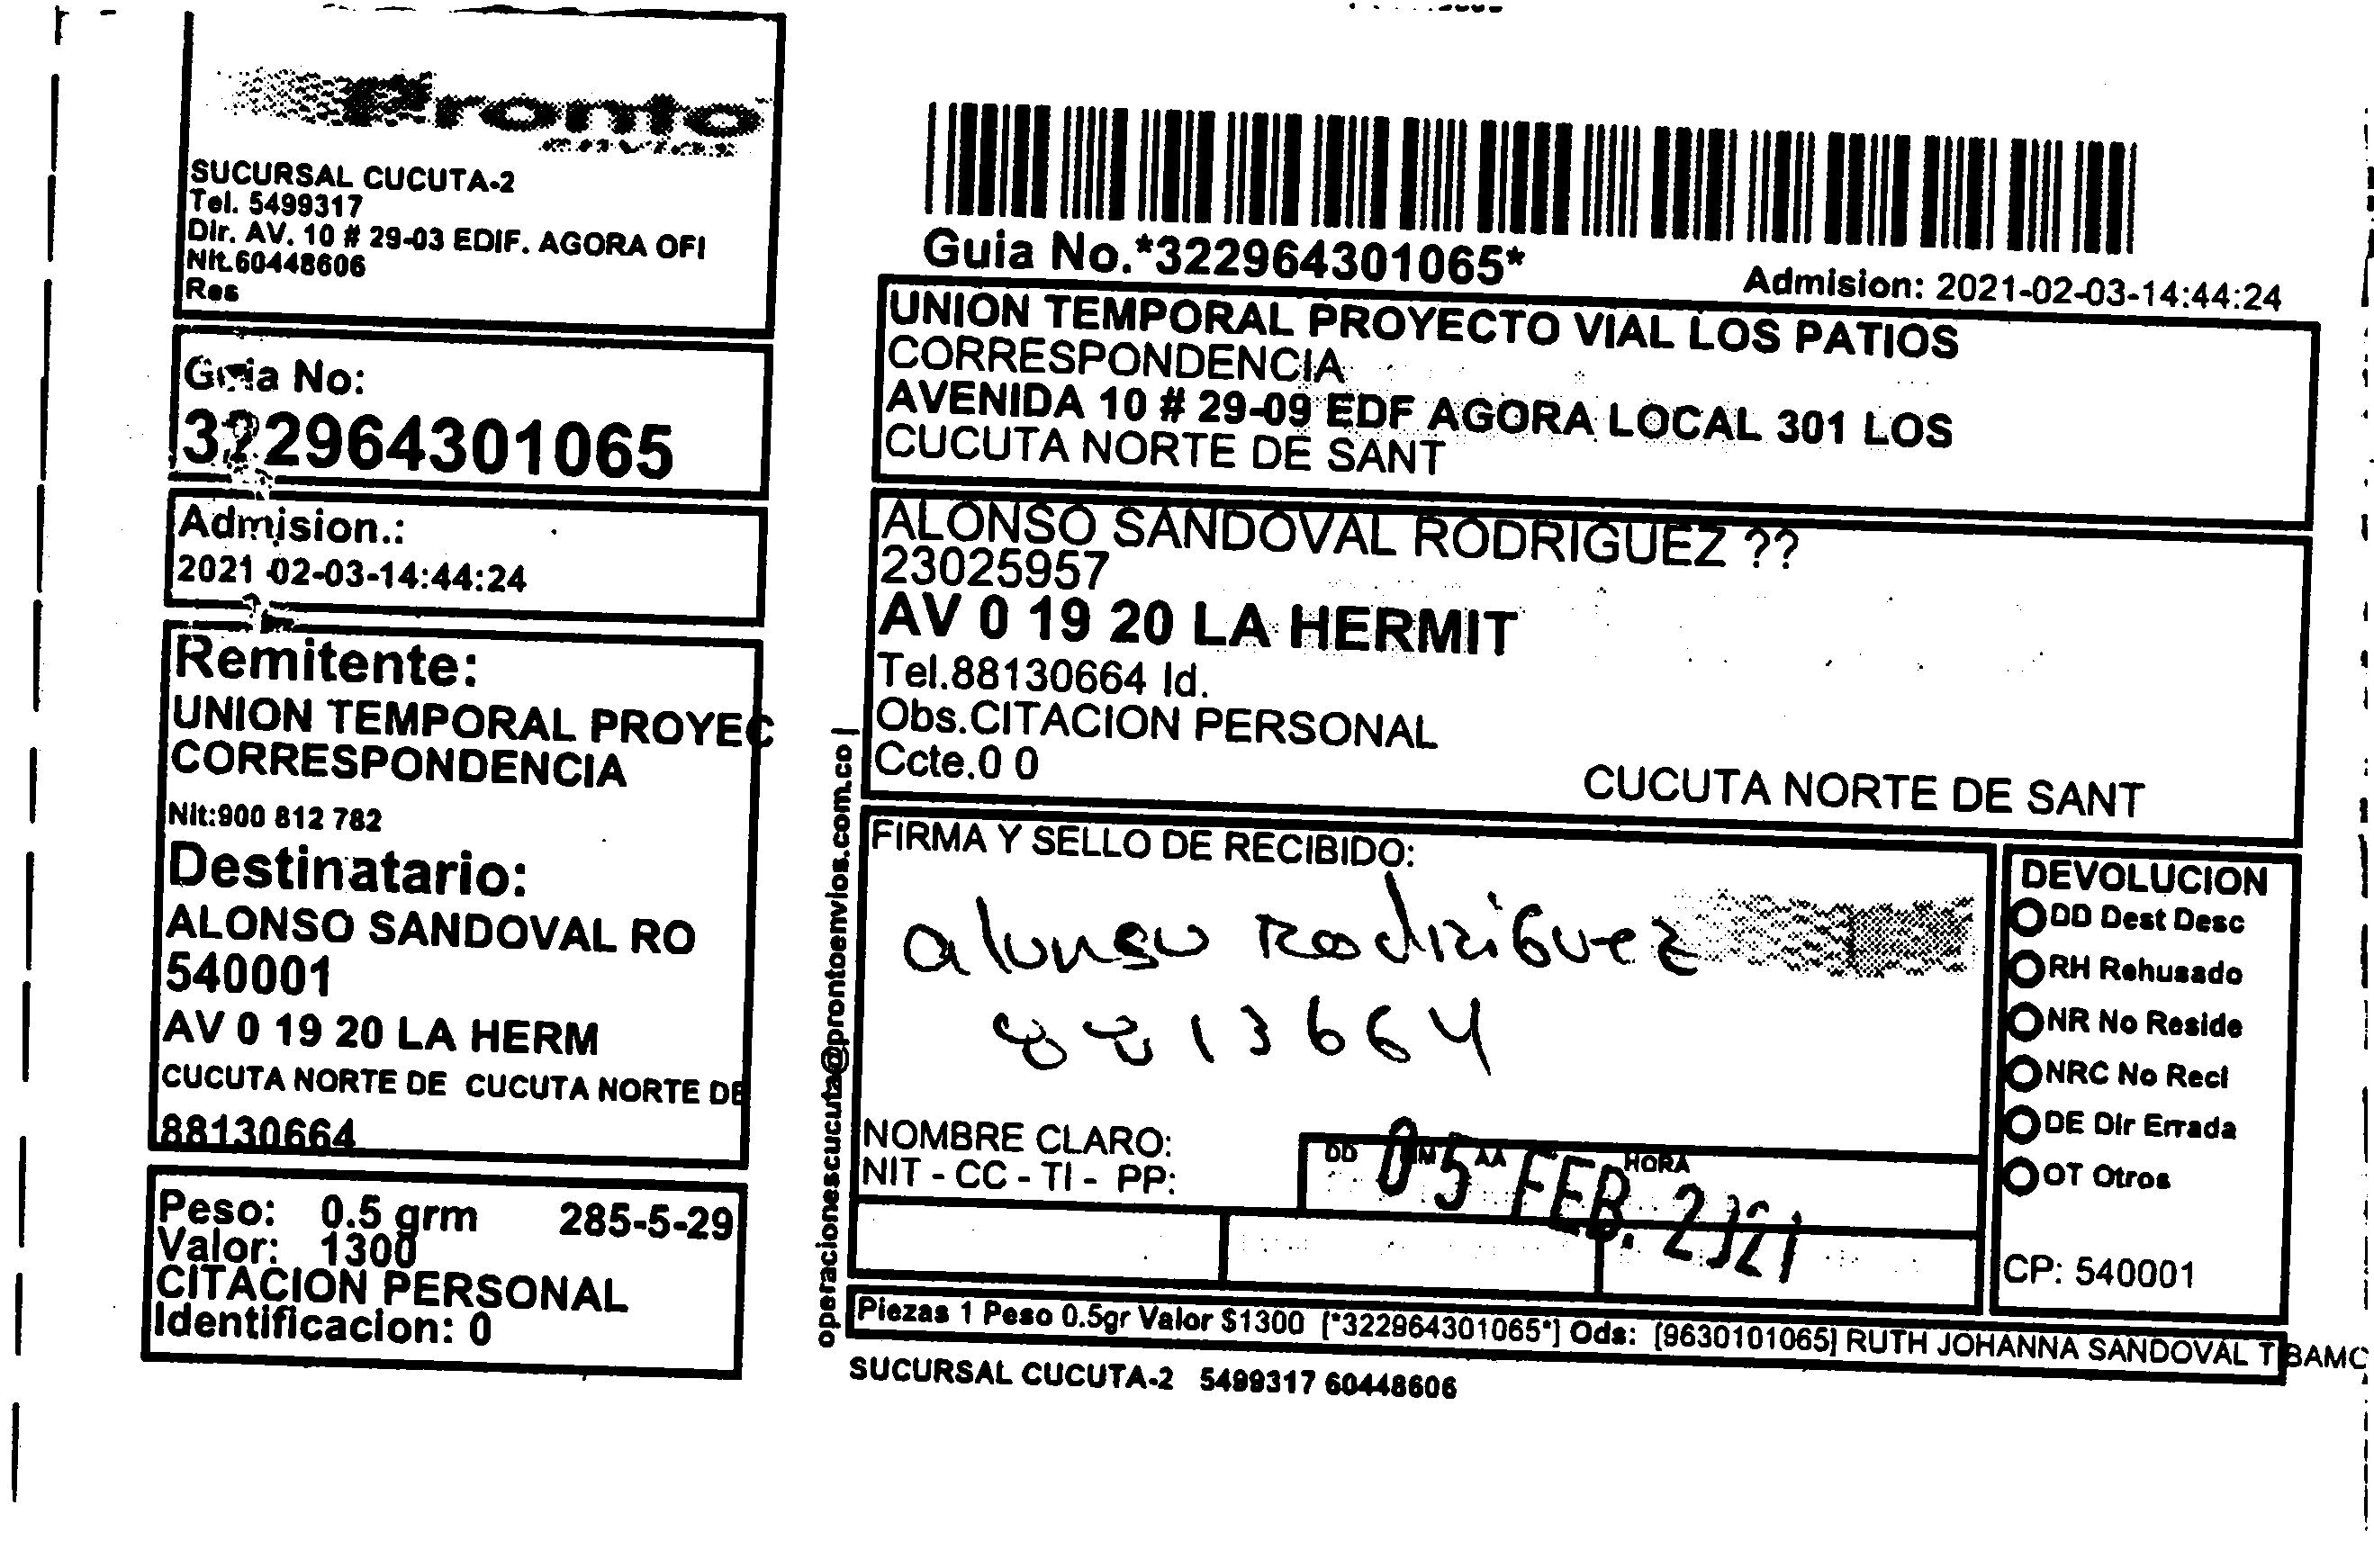 Pronto
envios
SUCURSAL CUCUTA-2
Tel. 5499317
Dir. AV. 10 # 29-03 EDIF. AGORA OFI
Nit.60448606
Res
Guia No:
322964301065
Admision.:
2021-02-03-14:44:24
Remitente:
UNION TEMPORAL PROYEC
CORRESPONDENCIA
Nit:900 812 782
Destinatario:
ALONSO SANDOVAL RO
540001
AV 0 19 20 LA HERM
CUCUTA NORTE DE CUCUTA NORTE DE
88130664
Peso: 0.5 grm 285-5-29
Valor: 1300
CITACION PERSONAL
Identificacion: 0
operacionescucuta@prontoenvios.com.co |
Guia No.*322964301065*
Admision: 2021-02-03-14:44:24
UNION TEMPORAL PROYECTO VIAL LOS PATIOS
CORRESPONDENCIA
AVENIDA 10 # 29-09 EDF AGORA LOCAL 301 LOS
CUCUTA NORTE DE SANT
ALONSO SANDOVAL RODRIGUEZ ??
23025957
AV 0 19 20 LA HERMIT
Tel.88130664 Id.
Obs.CITACION PERSONAL
Ccte.0 0
CUCUTA NORTE DE SANT
FIRMA Y SELLO DE RECIBIDO:
alonso Rodriguez
8813664
NOMBRE CLARO:
NIT - CC - TI - PP:
DD MM AA HORA
05 FEB. 2021
DEVOLUCION
DD Dest Desc
RH Rehusado
NR No Reside
NRC No Recl
DE Dir Errada
OT Otros
CP: 540001
Piezas 1 Peso 0.5gr Valor $1300 [*322964301065*] Ods: [9630101065] RUTH JOHANNA SANDOVAL TIBAMO
SUCURSAL CUCUTA-2 5499317 60448606